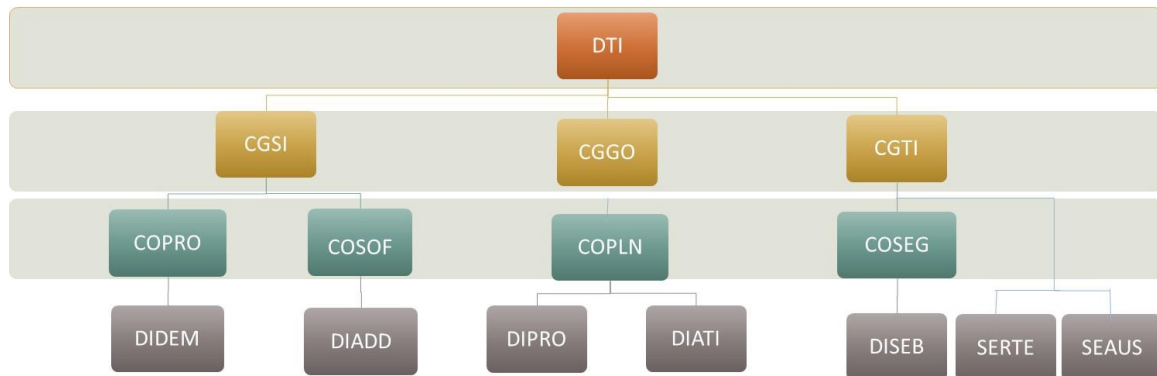 DTI
CGSI
CGGO
CGTI
COPRO
COSOF
COPLN
COSEG
DIDEM
DIADD
DIPRO
DIATI
DISEB
SERTE
SEAUS